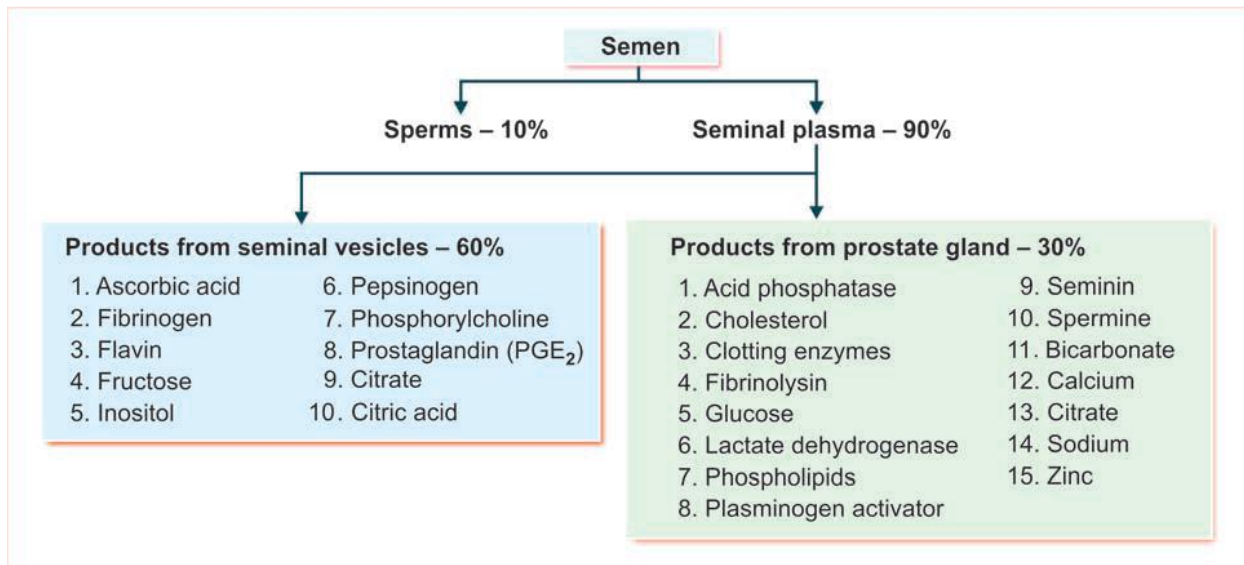 Semen
Sperms – 10%
Seminal plasma – 90%
Products from seminal vesicles – 60%
1. Ascorbic acid
2. Fibrinogen
3. Flavin
4. Fructose
5. Inositol
6. Pepsinogen
7. Phosphorylcholine
8. Prostaglandin (PGE₂)
9. Citrate
10. Citric acid
Products from prostate gland – 30%
1. Acid phosphatase
2. Cholesterol
3. Clotting enzymes
4. Fibrinolysin
5. Glucose
6. Lactate dehydrogenase
7. Phospholipids
8. Plasminogen activator
9. Seminin
10. Spermine
11. Bicarbonate
12. Calcium
13. Citrate
14. Sodium
15. Zinc